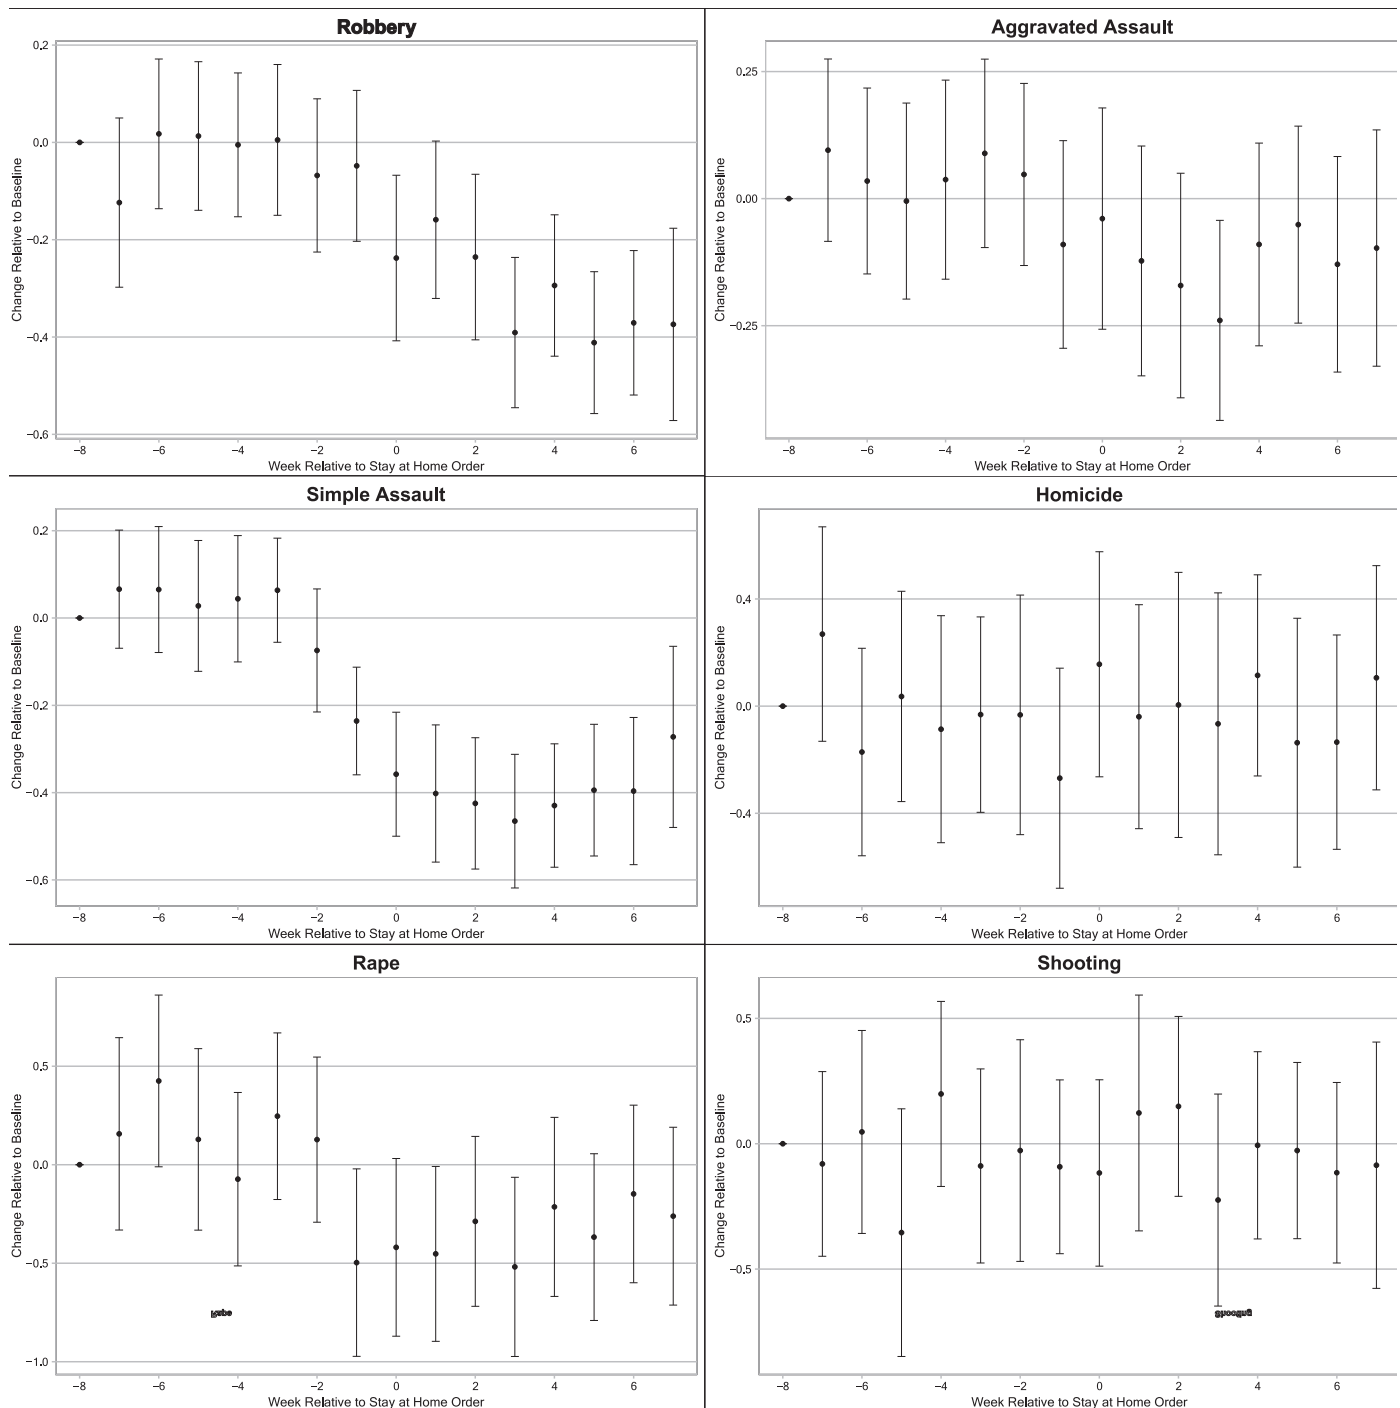 Robbery
Change Relative to Baseline
0.2
0.0
−0.2
−0.4
−0.6
−8 −6 −4 −2 0 2 4 6
Week Relative to Stay at Home Order
Aggravated Assault
Change Relative to Baseline
0.25
0.00
−0.25
−8 −6 −4 −2 0 2 4 6
Week Relative to Stay at Home Order
Simple Assault
Change Relative to Baseline
0.2
0.0
−0.2
−0.4
−0.6
−8 −6 −4 −2 0 2 4 6
Week Relative to Stay at Home Order
Homicide
Change Relative to Baseline
0.4
0.0
−0.4
−8 −6 −4 −2 0 2 4 6
Week Relative to Stay at Home Order
Rape
Change Relative to Baseline
0.5
0.0
−0.5
−1.0
−8 −6 −4 −2 0 2 4 6
Week Relative to Stay at Home Order
Shooting
Change Relative to Baseline
0.5
0.0
−0.5
−8 −6 −4 −2 0 2 4 6
Week Relative to Stay at Home Order